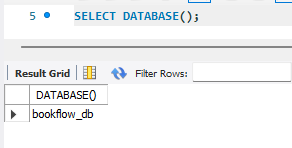 5 SELECT DATABASE();
Result Grid Filter Rows:
DATABASE()
bookflow_db